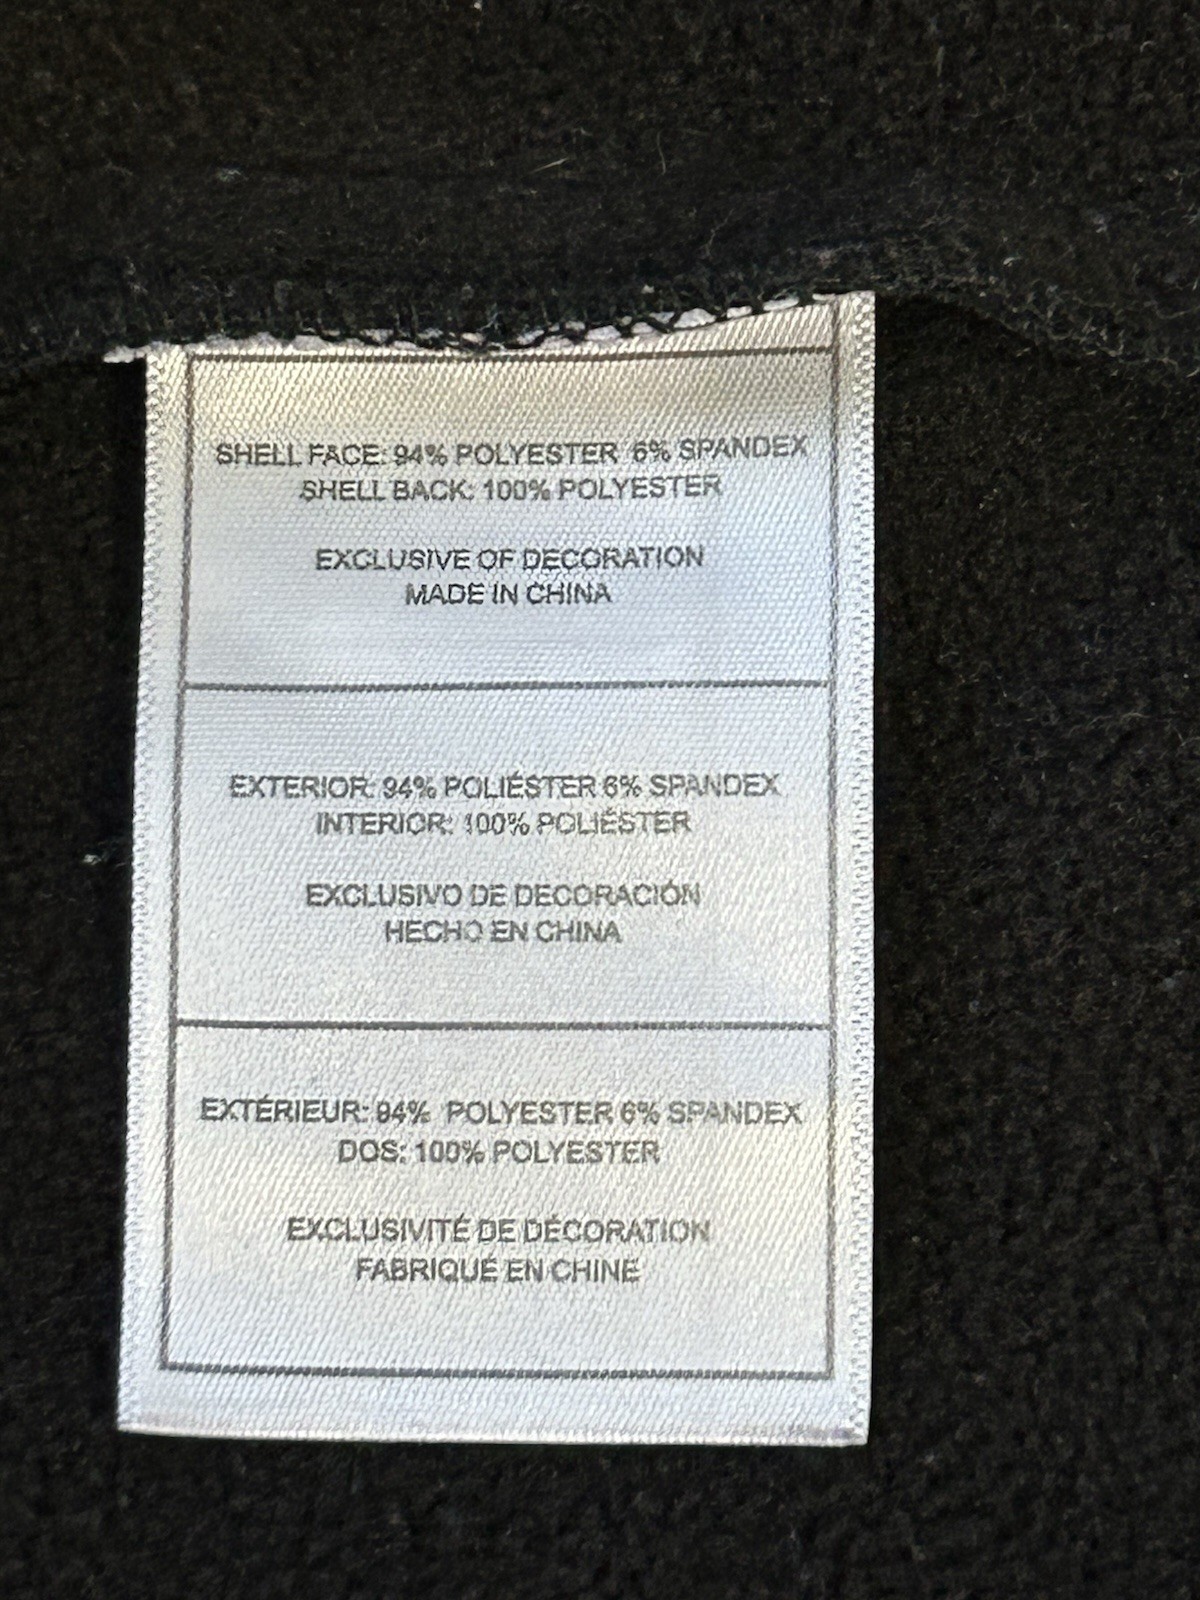 SHELL FACE: 94% POLYESTER 6% SPANDEX
SHELL BACK: 100% POLYESTER
EXCLUSIVE OF DECORATION
MADE IN CHINA
EXTERIOR: 94% POLIÉSTER 6% SPANDEX
INTERIOR: 100% POLIÉSTER
EXCLUSIVO DE DECORACIÓN
HECHO EN CHINA
EXTÉRIEUR: 94% POLYESTER 6% SPANDEX
DOS: 100% POLYESTER
EXCLUSIVITÉ DE DÉCORATION
FABRIQUÉ EN CHINE